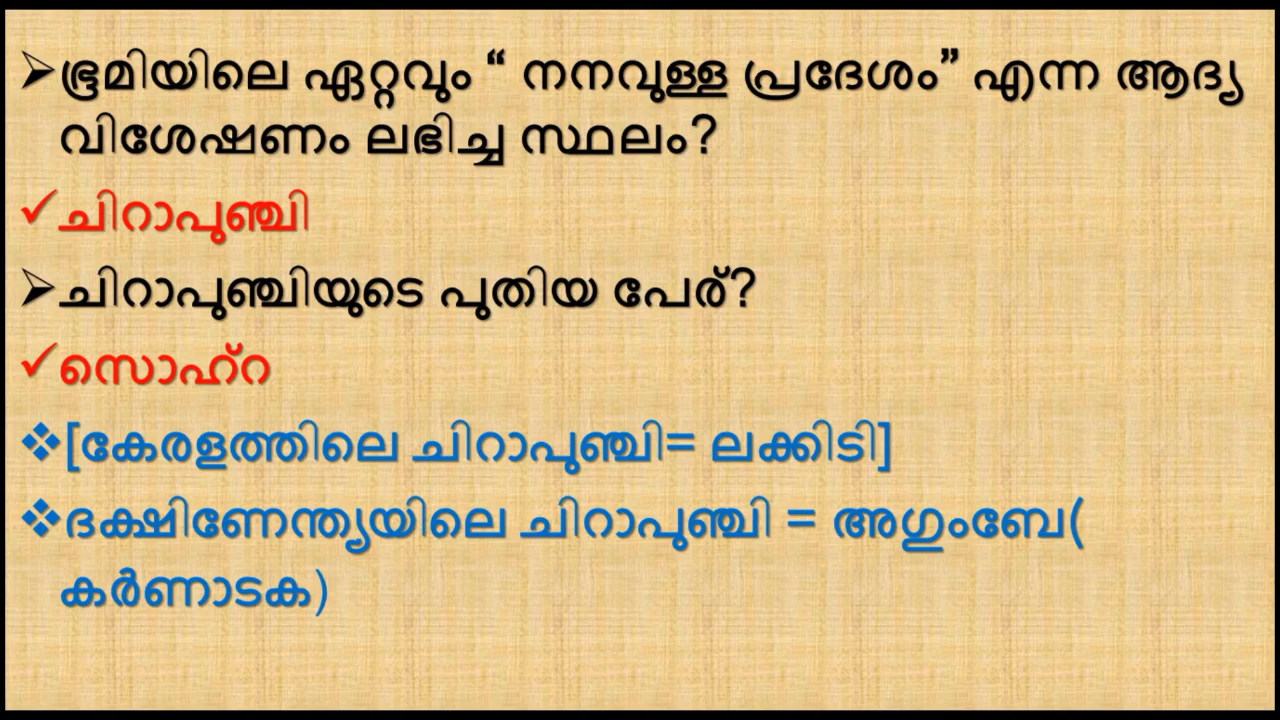 ➢ഭൂമിയിലെ ഏറ്റവും “ നനവുള്ള പ്രദേശം” എന്ന ആദ്യ
വിശേഷണം ലഭിച്ച സ്ഥലം?
✓ചിറാപുഞ്ചി
➢ചിറാപുഞ്ചിയുടെ പുതിയ പേര്?
✓സൊഹ്റ
❖[കേരളത്തിലെ ചിറാപുഞ്ചി= ലക്കിടി]
❖ദക്ഷിണേന്ത്യയിലെ ചിറാപുഞ്ചി = അഗുംബേ(
കർണാടക)